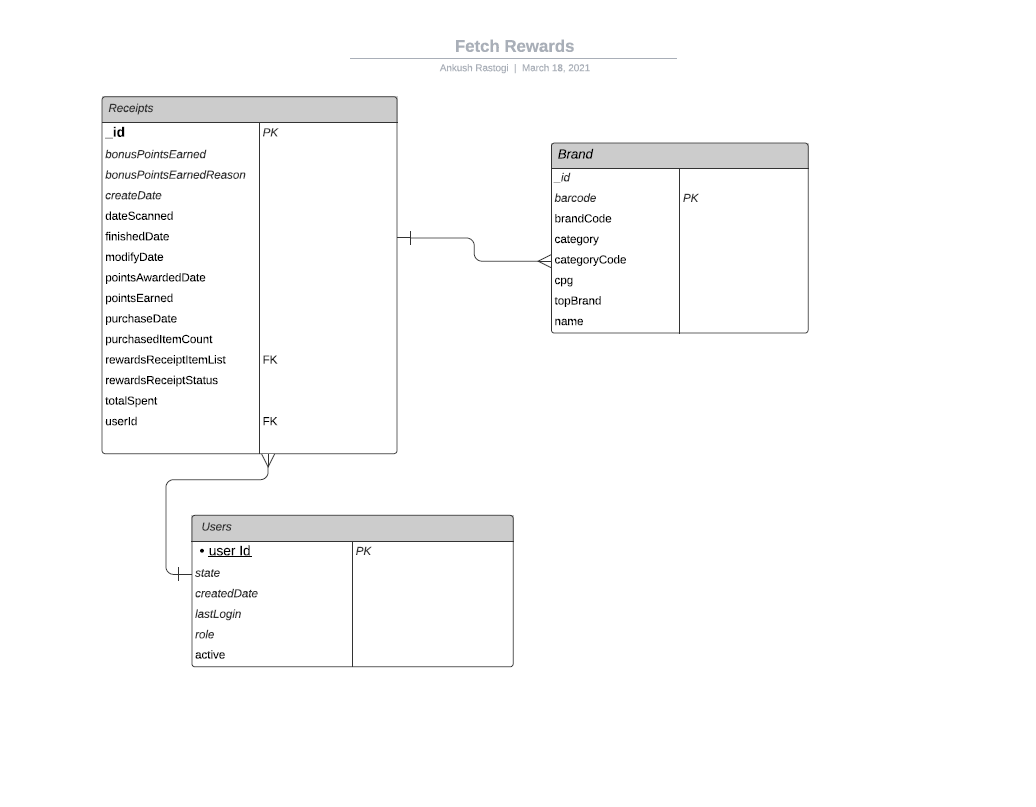 Fetch Rewards
Ankush Rastogi | March 18, 2021
Receipts
_id PK
bonusPointsEarned
bonusPointsEarnedReason
createDate
dateScanned
finishedDate
modifyDate
pointsAwardedDate
pointsEarned
purchaseDate
purchasedItemCount
rewardsReceiptItemList FK
rewardsReceiptStatus
totalSpent
userId FK
Brand
_id
barcode PK
brandCode
category
categoryCode
cpg
topBrand
name
Users
• user Id PK
state
createdDate
lastLogin
role
active